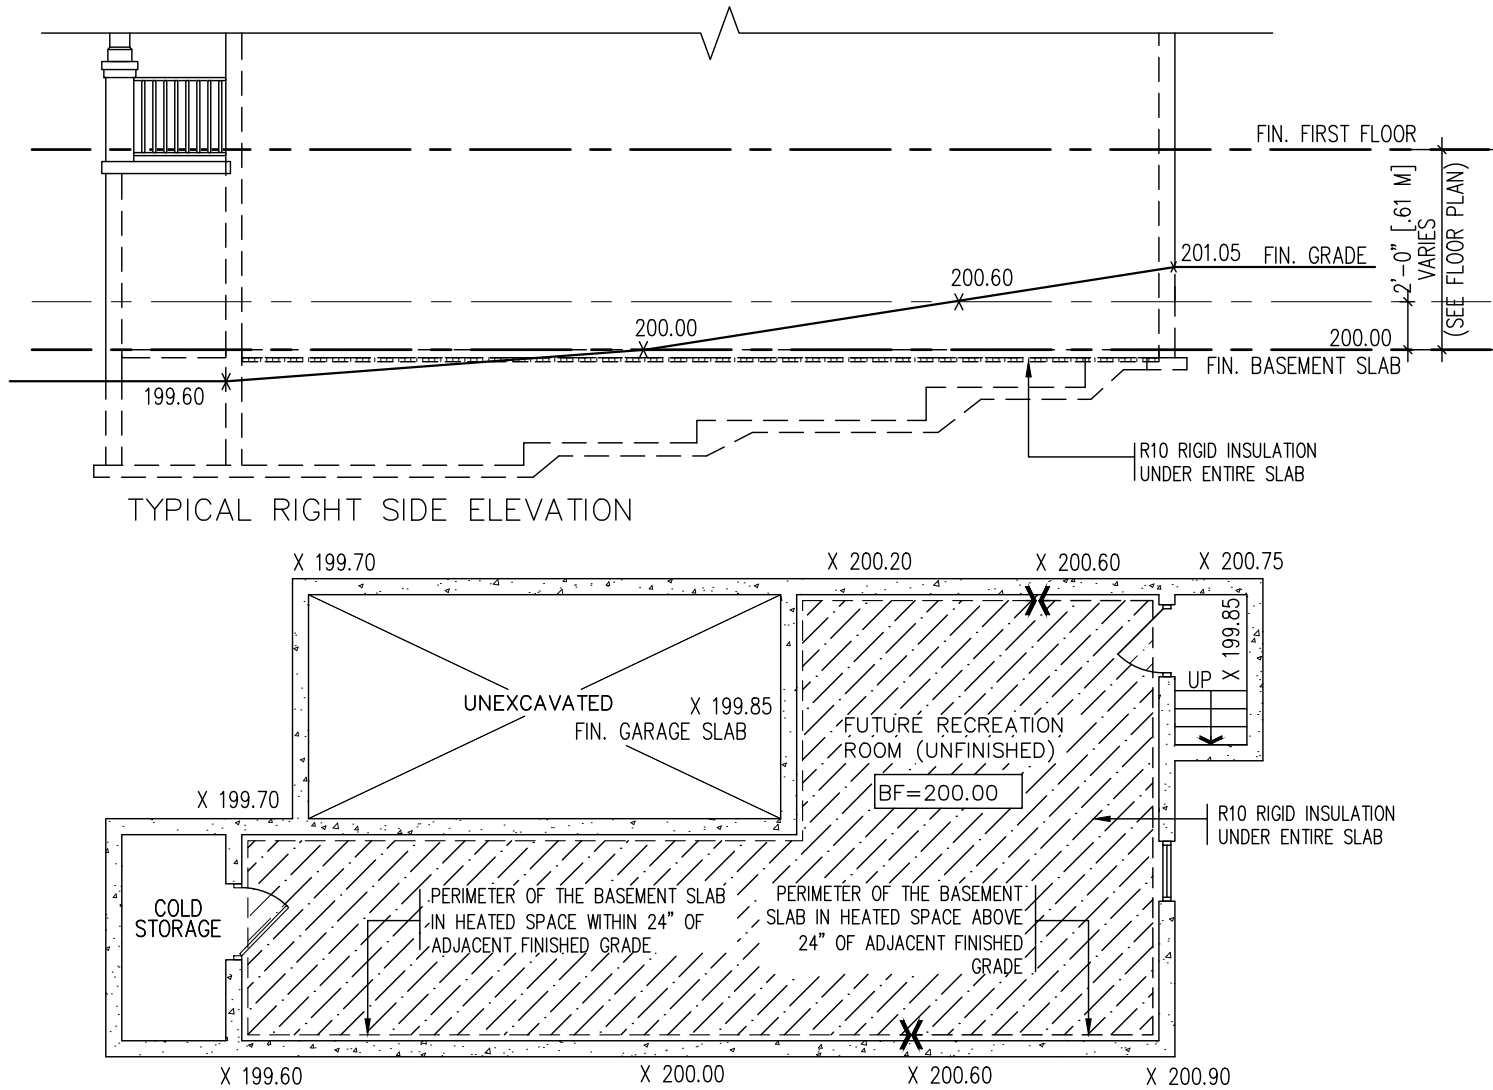 FIN. FIRST FLOOR
2'-0" [.61 M]
VARIES
(SEE FLOOR PLAN)
201.05 FIN. GRADE
200.60
200.00
200.00
FIN. BASEMENT SLAB
199.60
R10 RIGID INSULATION
UNDER ENTIRE SLAB
TYPICAL RIGHT SIDE ELEVATION
X 199.70
X 200.20
X 200.60
X 200.75
X 199.85
UP
UNEXCAVATED
X 199.85
FIN. GARAGE SLAB
FUTURE RECREATION
ROOM (UNFINISHED)
BF=200.00
X 199.70
R10 RIGID INSULATION
UNDER ENTIRE SLAB
COLD
STORAGE
PERIMETER OF THE BASEMENT SLAB
IN HEATED SPACE WITHIN 24" OF
ADJACENT FINISHED GRADE
PERIMETER OF THE BASEMENT
SLAB IN HEATED SPACE ABOVE
24" OF ADJACENT FINISHED
GRADE
X 199.60
X 200.00
X 200.60
X 200.90